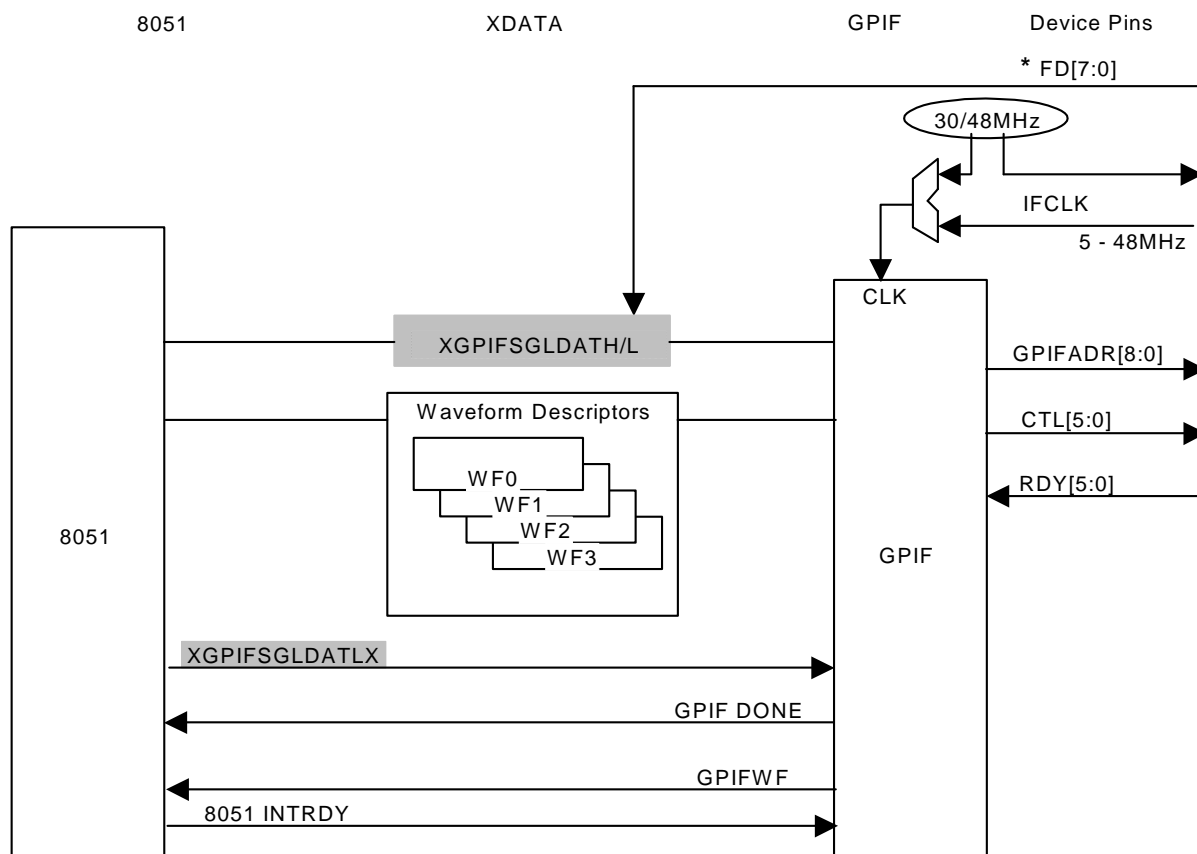 8051 XDATA GPIF Device Pins
* FD[7:0]
30/48MHz
IFCLK
5 - 48MHz
CLK
XGPIFSGLDATH/L
GPIFADR[8:0]
Waveform Descriptors
CTL[5:0]
WF0
RDY[5:0]
WF1
WF2
8051
WF3
GPIF
XGPIFSGLDATLX
GPIF DONE
GPIFWF
8051 INTRDY